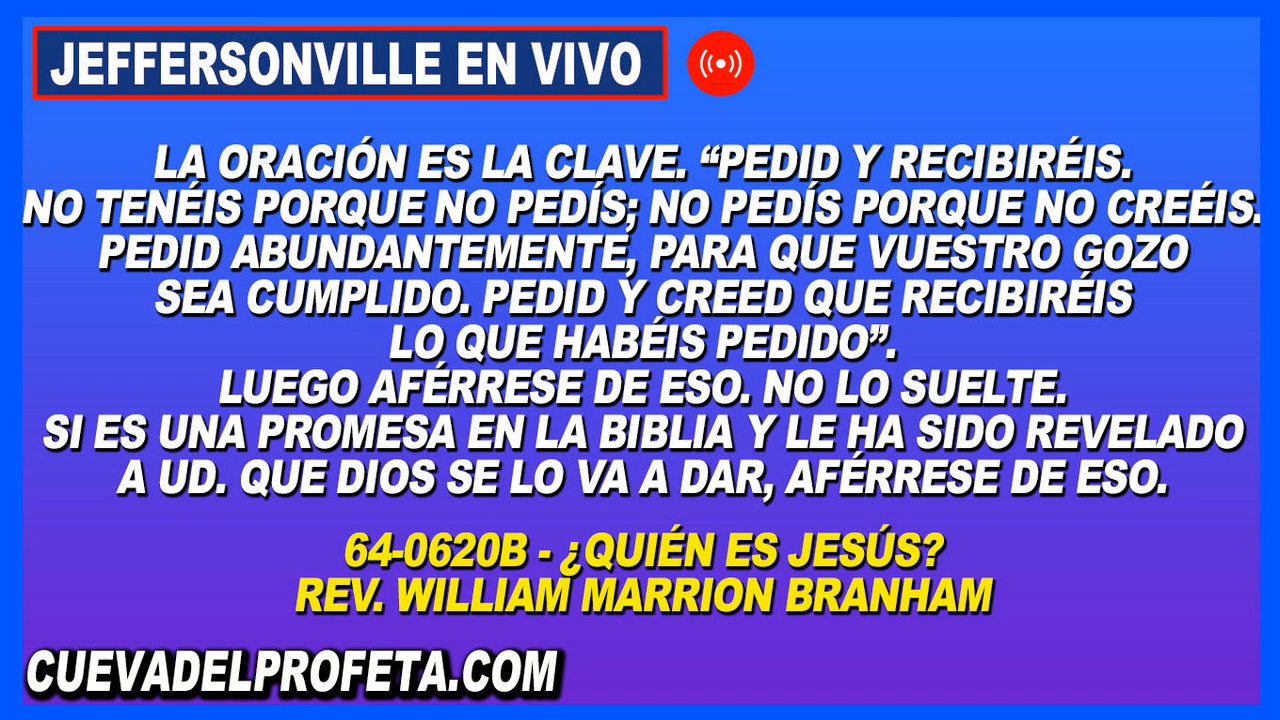 JEFFERSONVILLE EN VIVO
LA ORACIÓN ES LA CLAVE. “PEDID Y RECIBIRÉIS.
NO TENÉIS PORQUE NO PEDÍS; NO PEDÍS PORQUE NO CREÉIS.
PEDID ABUNDANTEMENTE, PARA QUE VUESTRO GOZO
SEA CUMPLIDO. PEDID Y CREED QUE RECIBIRÉIS
LO QUE HABÉIS PEDIDO”.
LUEGO AFÉRRESE DE ESO. NO LO SUELTE.
SI ES UNA PROMESA EN LA BIBLIA Y LE HA SIDO REVELADO
A UD. QUE DIOS SE LO VA A DAR, AFÉRRESE DE ESO.
64-0620B - ¿QUIÉN ES JESÚS?
REV. WILLIAM MARRION BRANHAM
CUEVADELPROFETA.COM